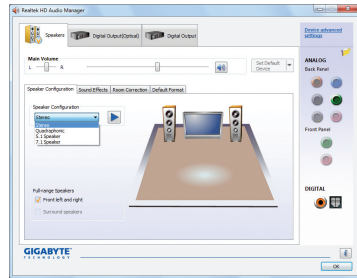 Realtek HD Audio Manager
Speakers
Digital Output(Optical)
Digital Output
Device advanced settings
Main Volume
L
R
Set Default Device
ANALOG
Back Panel
Speaker Configuration
Sound Effects
Room Correction
Default Format
Speaker Configuration
Stereo
Stereo
Quadraphonic
5.1 Speaker
7.1 Speaker
Front Panel
Full-range Speakers
Front left and right
Surround speakers
DIGITAL
GIGABYTE
TECHNOLOGY
OK